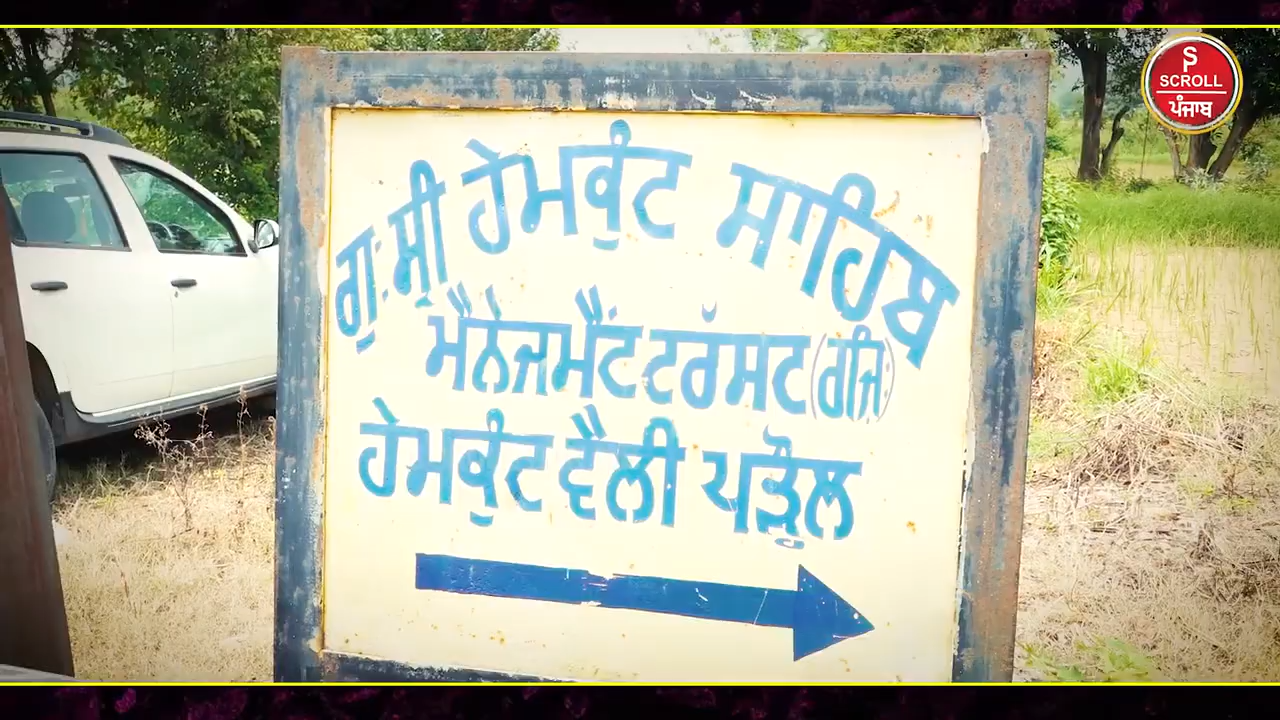 ਗੁ: ਸ੍ਰੀ ਹੇਮਕੁੰਟ ਸਾਹਿਬ
ਮੈਨੇਜਮੈਂਟ ਟਰੱਸਟ (ਰਜਿ:)
ਹੇਮਕੁੰਟ ਵੈਲੀ ਪੜੌਲ
S
P
SCROLL
ਪੰਜਾਬ